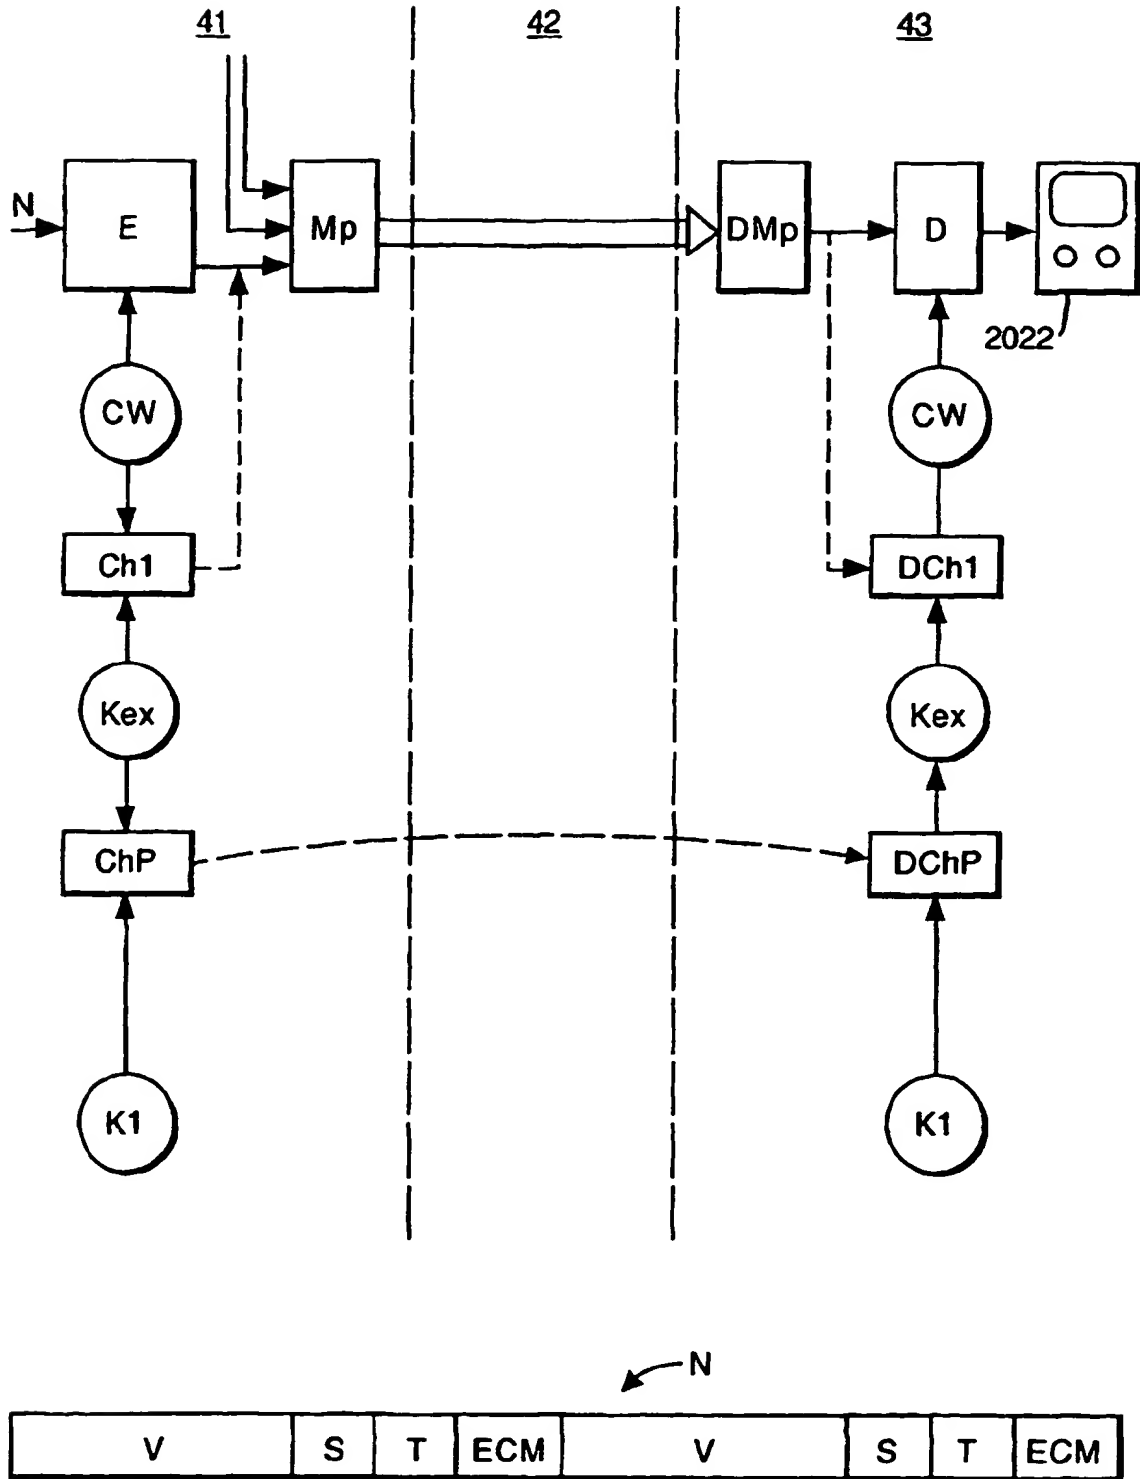 41 42 43
N E Mp DMp D
2022
CW CW
Ch1 DCh1
Kex Kex
ChP DChP
K1 K1
N
V S T ECM V S T ECM